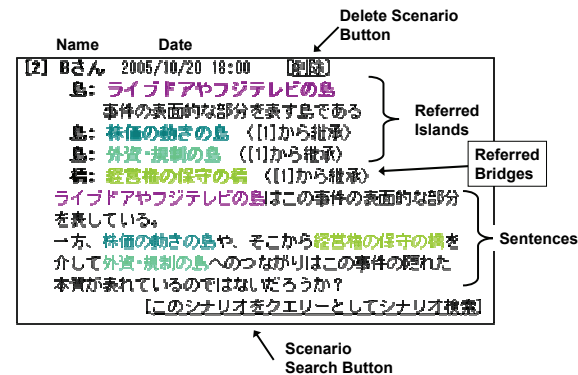 Delete Scenario
Button
Name
Date
[2] Bさん 2005/10/20 18:00 [削除]
島: ライブドアやフジテレビの島
事件の表面的な部分を表す島である
島: 株価の動きの島 ([1]から継承)
島: 外資・規制の島 ([1]から継承)
橋: 経営権の保守の橋 ([1]から継承)
Referred
Islands
Referred
Bridges
ライブドアやフジテレビの島はこの事件の表面的な部分
を表している。
一方、株価の動きの島や、そこから経営権の保守の橋を
介して外資・規制の島へのつながりはこの事件の隠れた
本質が表れているのではないだろうか?
Sentences
[このシナリオをクエリーとしてシナリオ検索]
Scenario
Search Button